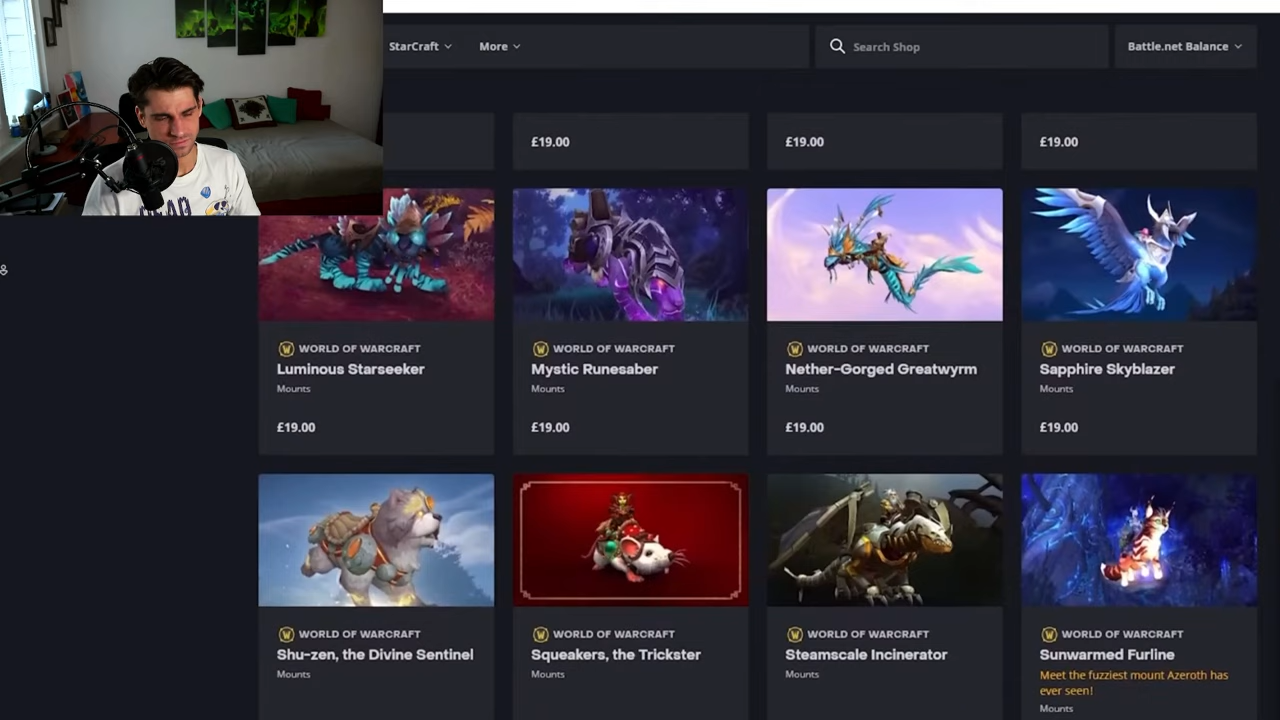 StarCraft
More
Search Shop
Battle.net Balance
£19.00
£19.00
£19.00
WORLD OF WARCRAFT
Luminous Starseeker
Mounts
£19.00
WORLD OF WARCRAFT
Mystic Runesaber
Mounts
£19.00
WORLD OF WARCRAFT
Nether-Gorged Greatwyrm
Mounts
£19.00
WORLD OF WARCRAFT
Sapphire Skyblazer
Mounts
£19.00
WORLD OF WARCRAFT
Shu-zen, the Divine Sentinel
Mounts
WORLD OF WARCRAFT
Squeakers, the Trickster
Mounts
WORLD OF WARCRAFT
Steamscale Incinerator
Mounts
WORLD OF WARCRAFT
Sunwarmed Furline
Meet the fuzziest mount Azeroth has
ever seen!
Mounts